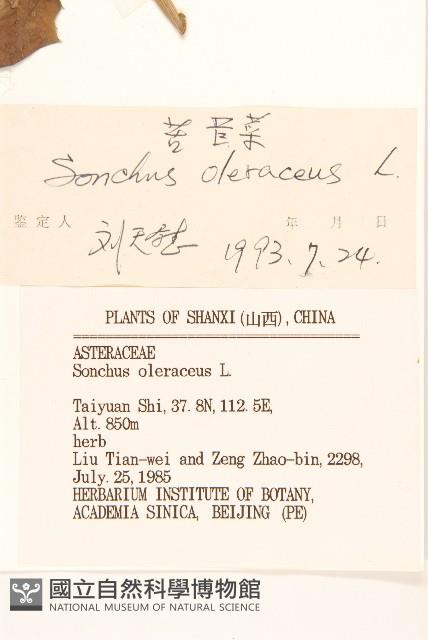 苦苣菜
Sonchus oleraceus L.
鉴定人 刘天慰 年 月 日
1993.7.24.
PLANTS OF SHANXI(山西), CHINA
ASTERACEAE
Sonchus oleraceus L.
Taiyuan Shi, 37.8N, 112.5E,
Alt. 850m
herb
Liu Tian-wei and Zeng Zhao-bin, 2298,
July. 25, 1985
HERBARIUM INSTITUTE OF BOTANY,
ACADEMIA SINICA, BEIJING (PE)
國立自然科學博物館
NATIONAL MUSEUM OF NATURAL SCIENCE